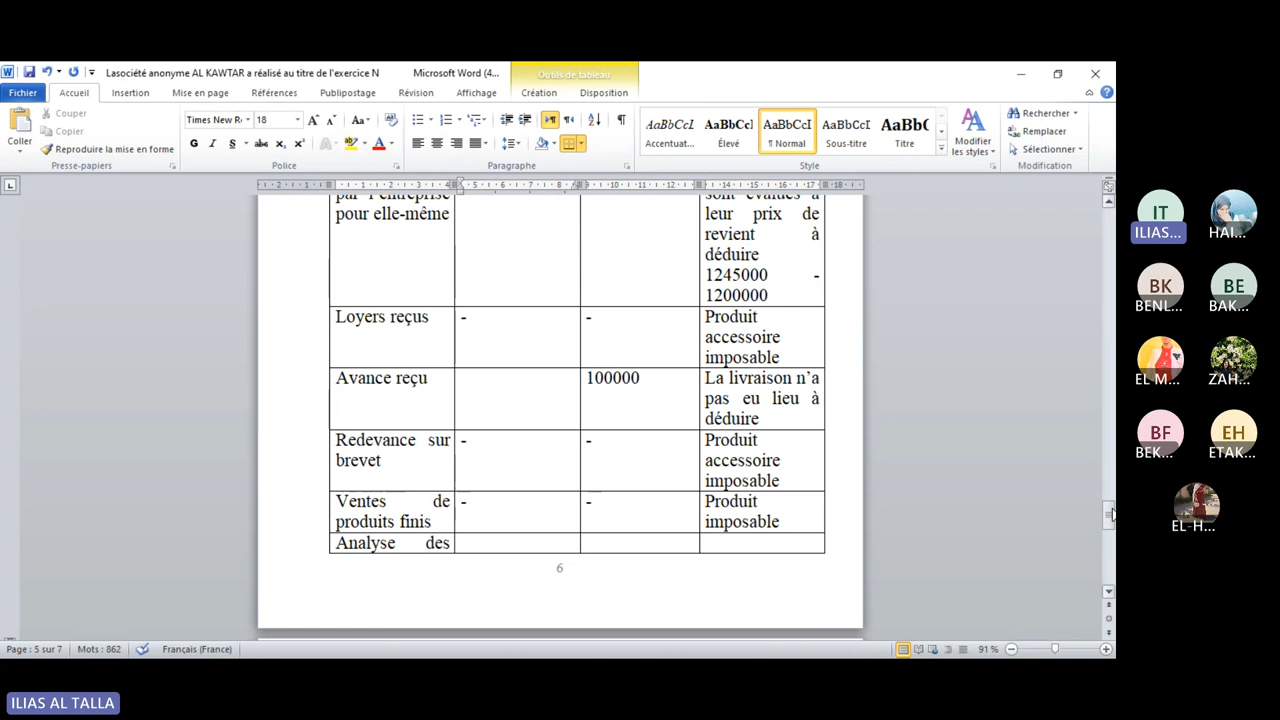 Lasociété anonyme AL KAWTAR a réalisé au titre de l'exercice N
Microsoft Word (4...
Outils de tableau
Fichier
Accueil
Insertion
Mise en page
Références
Publipostage
Révision
Affichage
Création
Disposition
Coller
Couper
Copier
Reproduire la mise en forme
Presse-papiers
Times New R
18
Police
Paragraphe
AaBbCcL
Accentuat...
AaBbCcl
Élevé
AaBbCcI
¶ Normal
AaBbCcI
Sous-titre
AaBb(
Titre
Modifier
les styles
Style
Rechercher
Remplacer
Sélectionner
Modification
par l'entreprise
pour elle-même
sont évalués à
leur prix de
revient à
déduire
1245000 -
1200000
Loyers reçus
-
-
Produit
accessoire
imposable
Avance reçu
100000
La livraison n'a
pas eu lieu à
déduire
Redevance sur
brevet
-
-
Produit
accessoire
imposable
Ventes de
produits finis
-
-
Produit
imposable
Analyse des
6
Page : 5 sur 7
Mots : 862
Français (France)
91 %
IT
ILIAS...
HAI...
BK
BENL...
BE
BAK...
EL M...
ZAH...
BF
BEK...
EH
ETAK...
EL-H...
ILIAS AL TALLA